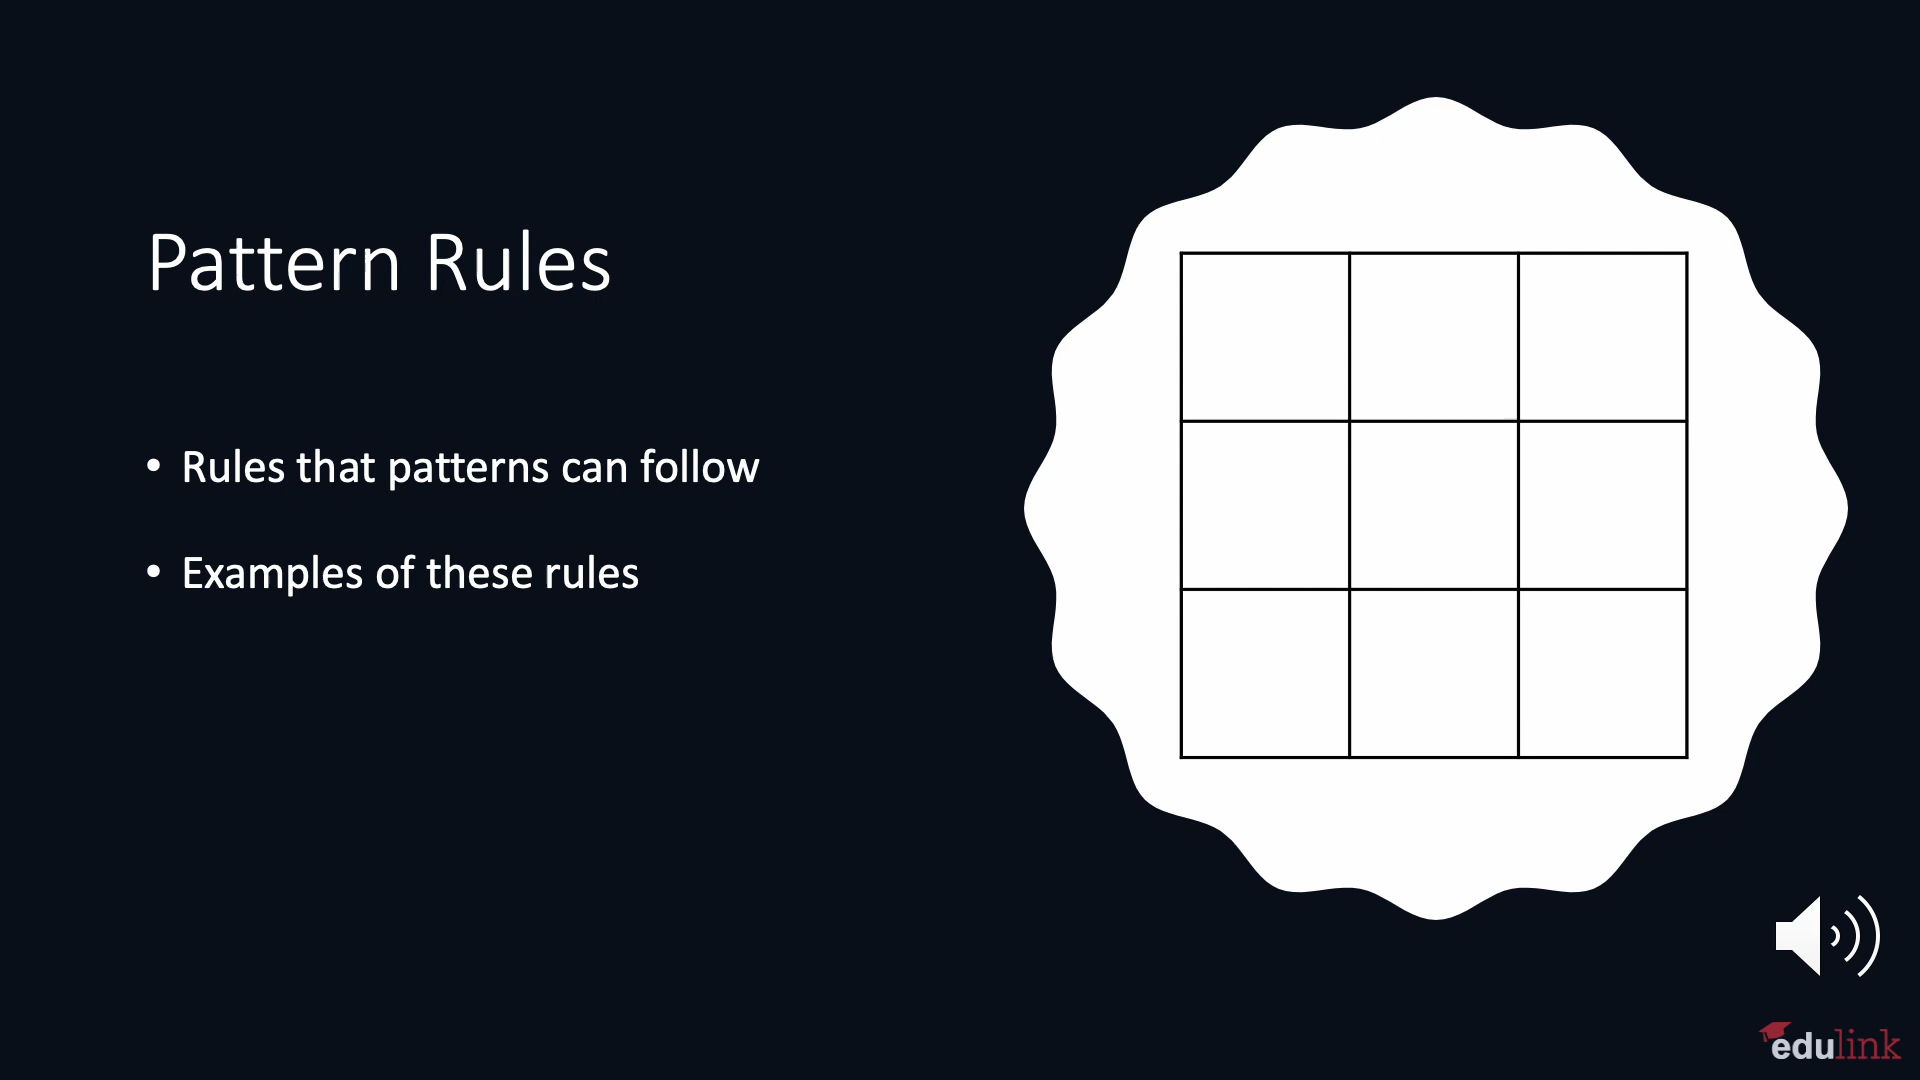 Pattern Rules
• Rules that patterns can follow
• Examples of these rules
edulink